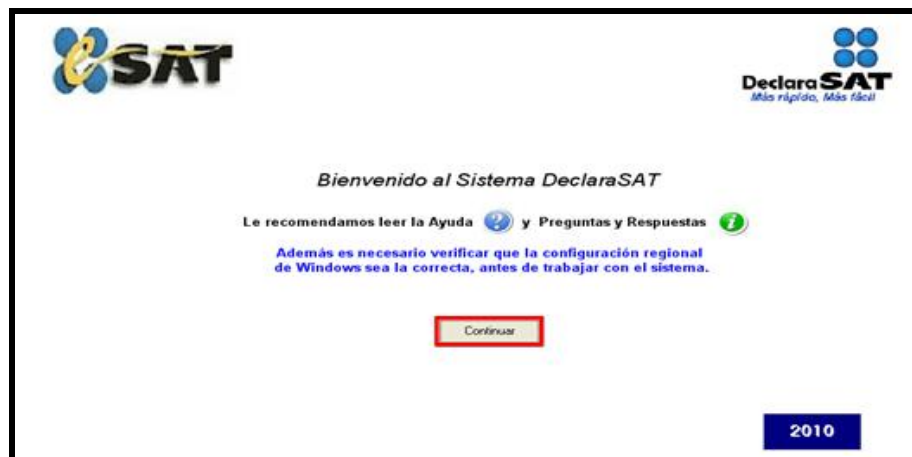 eSAT
DeclaraSAT
Más rápido, Más fácil
Bienvenido al Sistema DeclaraSAT
Le recomendamos leer la Ayuda ? y Preguntas y Respuestas i
Además es necesario verificar que la configuración regional
de Windows sea la correcta, antes de trabajar con el sistema.
Continuar
2010